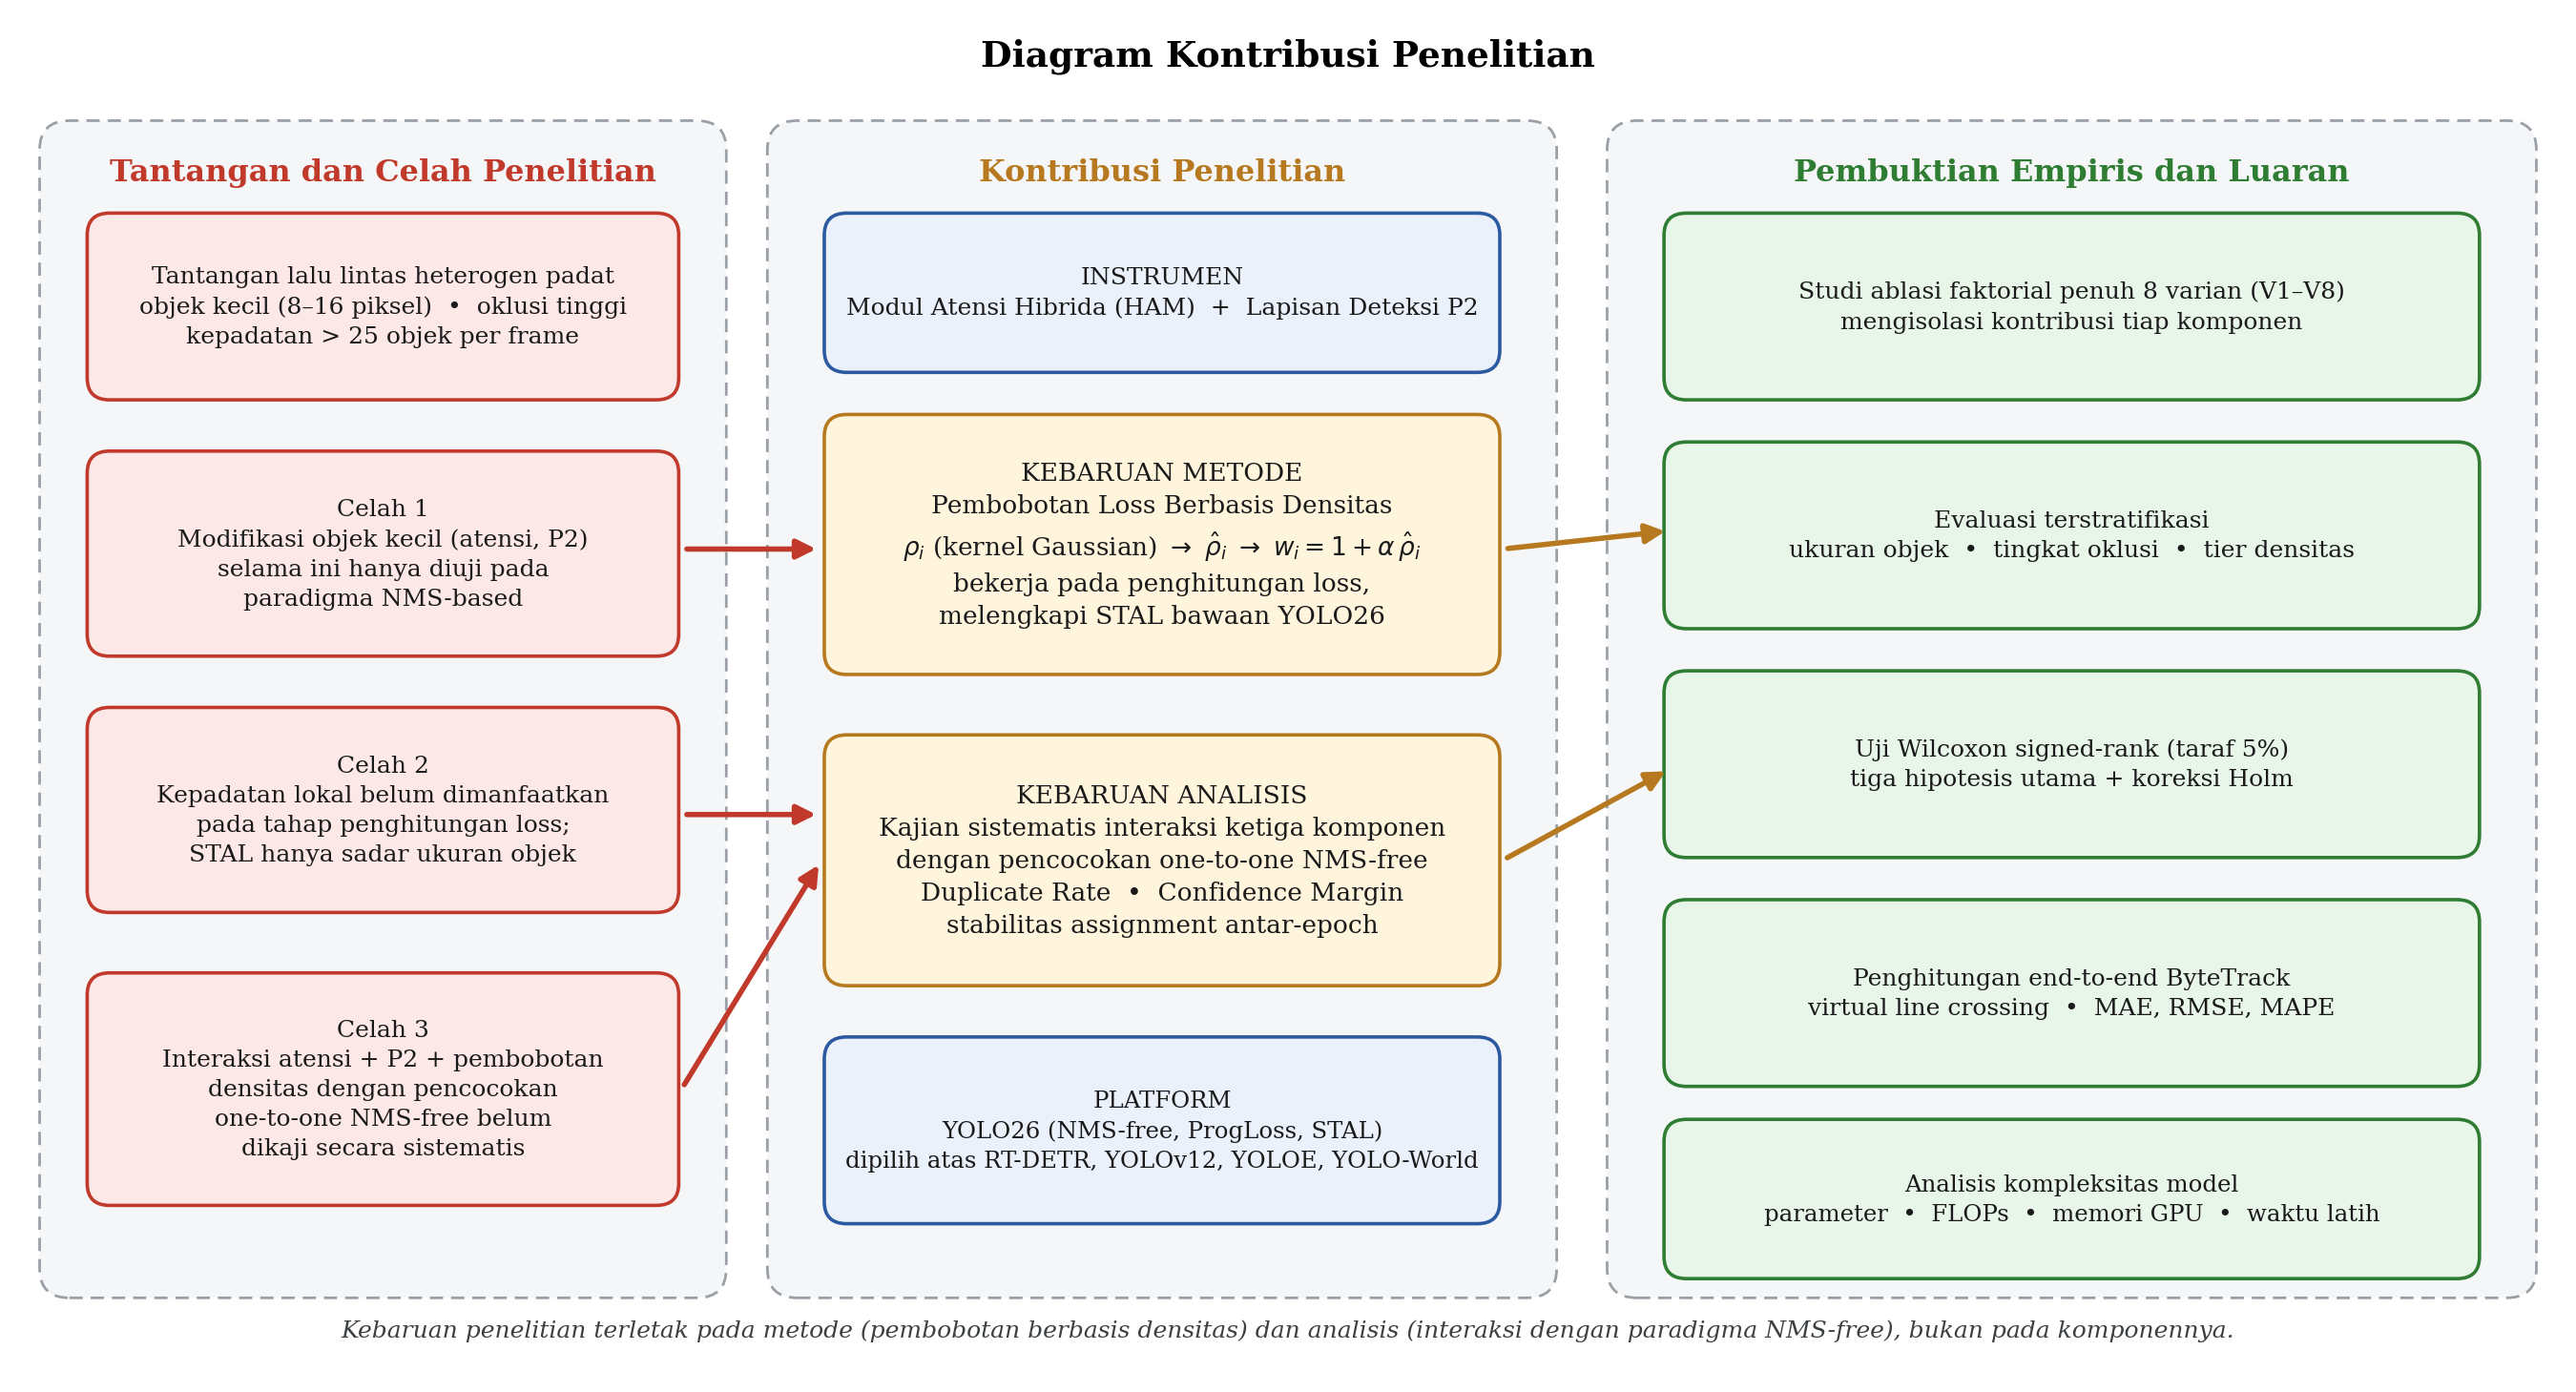 Diagram Kontribusi Penelitian
Tantangan dan Celah Penelitian
Tantangan lalu lintas heterogen padat
objek kecil (8–16 piksel) • oklusi tinggi
kepadatan > 25 objek per frame
Celah 1
Modifikasi objek kecil (atensi, P2)
selama ini hanya diuji pada
paradigma NMS-based
Celah 2
Kepadatan lokal belum dimanfaatkan
pada tahap penghitungan loss;
STAL hanya sadar ukuran objek
Celah 3
Interaksi atensi + P2 + pembobotan
densitas dengan pencocokan
one-to-one NMS-free belum
dikaji secara sistematis
Kontribusi Penelitian
INSTRUMEN
Modul Atensi Hibrida (HAM) + Lapisan Deteksi P2
KEBARUAN METODE
Pembobotan Loss Berbasis Densitas
ρᵢ (kernel Gaussian) → ρ̂ᵢ → wᵢ = 1 + α ρ̂ᵢ
bekerja pada penghitungan loss,
melengkapi STAL bawaan YOLO26
KEBARUAN ANALISIS
Kajian sistematis interaksi ketiga komponen
dengan pencocokan one-to-one NMS-free
Duplicate Rate • Confidence Margin
stabilitas assignment antar-epoch
PLATFORM
YOLO26 (NMS-free, ProgLoss, STAL)
dipilih atas RT-DETR, YOLOv12, YOLOE, YOLO-World
Pembuktian Empiris dan Luaran
Studi ablasi faktorial penuh 8 varian (V1–V8)
mengisolasi kontribusi tiap komponen
Evaluasi terstratifikasi
ukuran objek • tingkat oklusi • tier densitas
Uji Wilcoxon signed-rank (taraf 5%)
tiga hipotesis utama + koreksi Holm
Penghitungan end-to-end ByteTrack
virtual line crossing • MAE, RMSE, MAPE
Analisis kompleksitas model
parameter • FLOPs • memori GPU • waktu latih
Kebaruan penelitian terletak pada metode (pembobotan berbasis densitas) dan analisis (interaksi dengan paradigma NMS-free), bukan pada komponennya.